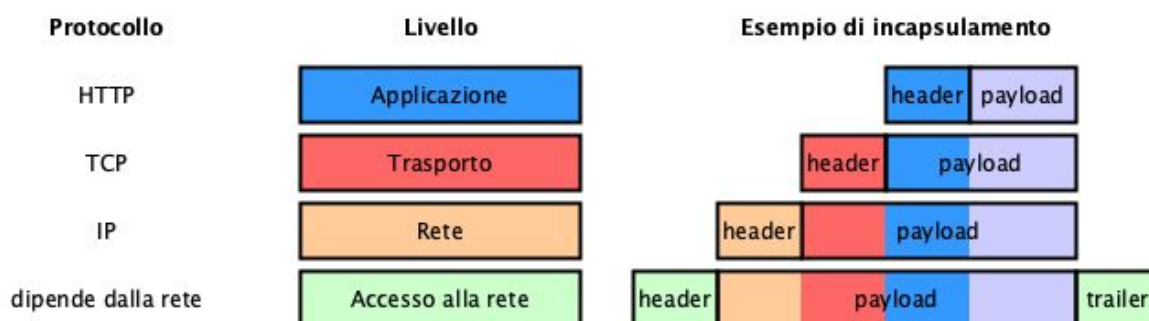 Protocollo Livello Esempio di incapsulamento
HTTP Applicazione header payload
TCP Trasporto header payload
IP Rete header payload
dipende dalla rete Accesso alla rete header payload trailer